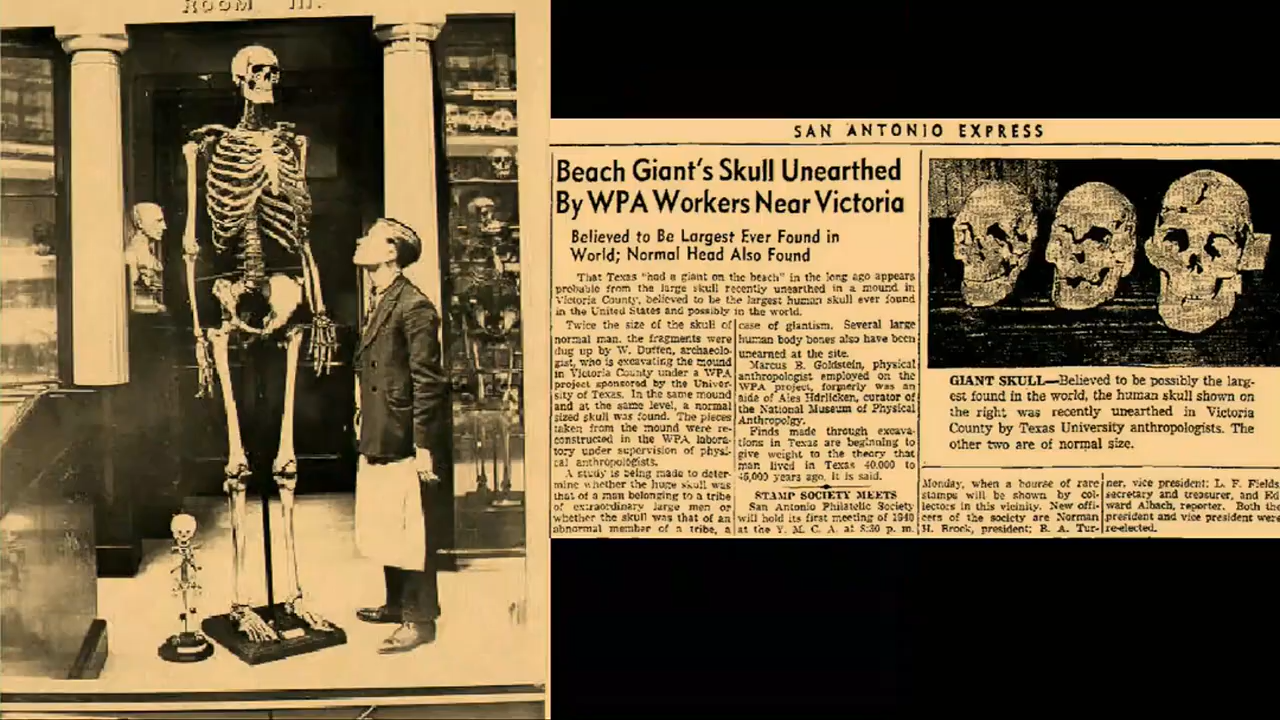 ROOM III.
SAN ANTONIO EXPRESS
Beach Giant's Skull Unearthed
By WPA Workers Near Victoria
Believed to Be Largest Ever Found in
World; Normal Head Also Found
That Texas "had a giant on the beach" in the long ago appears
probable from the large skull recently unearthed in a mound in
Victoria County, believed to be the largest human skull ever found
in the United States and possibly in the world.
Twice the size of the skull of
normal man, the fragments were
dug up by W. Duffen, archaeolo-
gist, who is excavating the mound
in Victoria County under a WPA
project sponsored by the Univer-
sity of Texas. In the same mound
and at the same level, a normal
sized skull was found. The pieces
taken from the mound were re-
constructed in the WPA labora-
tory under supervision of physi-
cal anthropologists.
A study is being made to deter-
mine whether the huge skull was
that of a man belonging to a tribe
of extraordinary large men or
whether the skull was that of an
abnormal member of a tribe, a
case of giantism. Several large
human body bones also have been
unearned at the site.
Marcus B. Goldstein, physical
anthropologist employed on the
WPA project, formerly was an
aide of Ales Hdrlicken, curator of
the National Museum of Physical
Anthropolgy.
Finds made through excava-
tions in Texas are beginning to
give weight to the theory that
man lived in Texas 40,000 to
45,000 years ago, it is said.
STAMP SOCIETY MEETS
San Antonio Philatelic Society
will hold its first meeting of 1940
at the Y. M. C. A. at 8:30 p. m.
GIANT SKULL—Believed to be possibly the larg-
est found in the world, the human skull shown on
the right was recently unearthed in Victoria
County by Texas University anthropologists. The
other two are of normal size.
Monday, when a bourse of rare
stamps will be shown by col-
lectors in this vicinity. New offi-
cers of the society are Norman
H. Brock, president; R. A. Tur-
ner, vice president; L. F. Fields,
secretary and treasurer, and Ed
ward Albach, reporter. Both the
president and vice president were
re-elected.